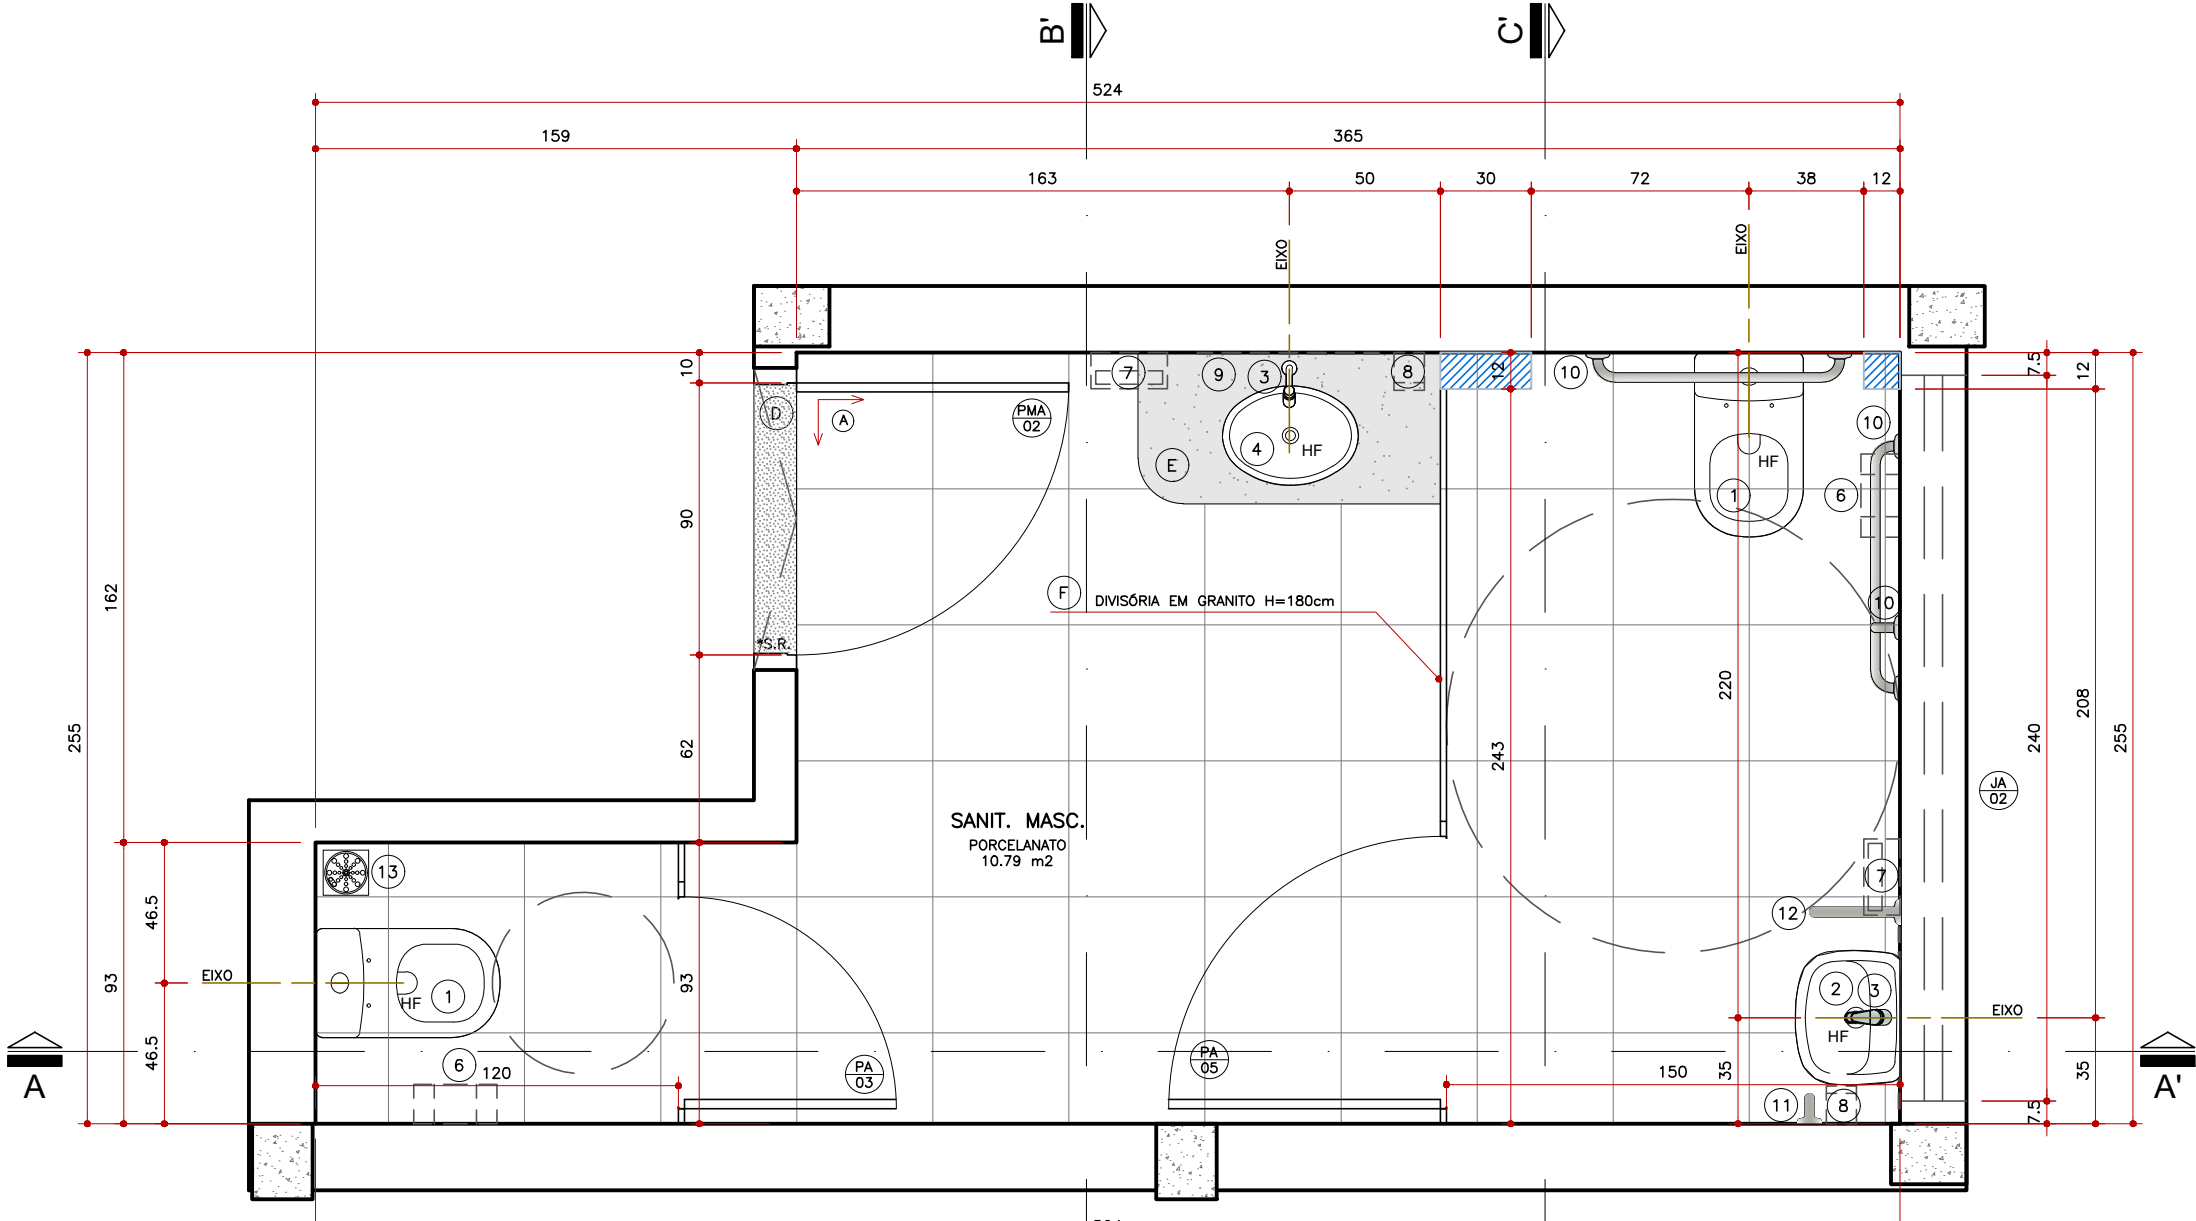 B'
C'
524
159
365
163
50
30
72
38
12
EIXO
EIXO
10
7
9
3
8
12
10
7.5
12
D
A
PMA
02
10
4
HF
HF
E
1
6
90
162
F
DIVISÓRIA EM GRANITO H=180cm
10
*S.R.
220
208
255
62
243
240
255
JA
02
SANIT. MASC.
PORCELANATO
10.79 m2
13
7
46.5
12
EIXO
93
HF
1
93
2
3
EIXO
HF
46.5
6
120
PA
03
PA
05
150
35
35
A
A'
11
8
7.5